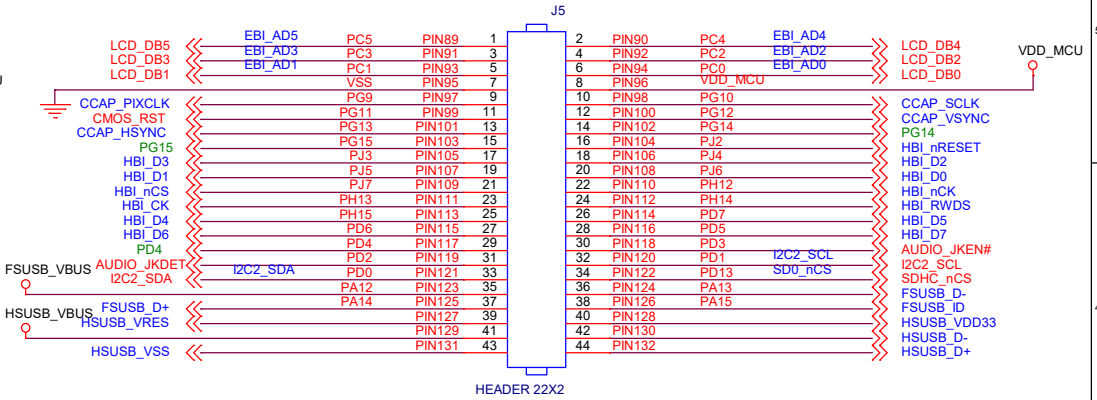 J5
EBI_AD5 PC5 PIN89 1 2 PIN90 PC4 EBI_AD4
LCD_DB5 LCD_DB4
EBI_AD3 PC3 PIN91 3 4 PIN92 PC2 EBI_AD2 VDD_MCU
LCD_DB3 LCD_DB2
EBI_AD1 PC1 PIN93 5 6 PIN94 PC0 EBI_AD0
LCD_DB1 LCD_DB0
VSS PIN95 7 8 PIN96 VDD_MCU
CCAP_PIXCLK PG9 PIN97 9 10 PIN98 PG10 CCAP_SCLK
CMOS_RST PG11 PIN99 11 12 PIN100 PG12 CCAP_VSYNC
CCAP_HSYNC PG13 PIN101 13 14 PIN102 PG14 PG14
PG15 PG15 PIN103 15 16 PIN104 PJ2 HBI_nRESET
HBI_D3 PJ3 PIN105 17 18 PIN106 PJ4 HBI_D2
HBI_D1 PJ5 PIN107 19 20 PIN108 PJ6 HBI_D0
HBI_nCS PJ7 PIN109 21 22 PIN110 PH12 HBI_nCK
HBI_CK PH13 PIN111 23 24 PIN112 PH14 HBI_RWDS
HBI_D4 PH15 PIN113 25 26 PIN114 PD7 HBI_D5
HBI_D6 PD6 PIN115 27 28 PIN116 PD5 HBI_D7
PD4 PD4 PIN117 29 30 PIN118 PD3 AUDIO_JKEN#
FSUSB_VBUS AUDIO_JKDET PD2 PIN119 31 32 PIN120 PD1 I2C2_SCL I2C2_SCL
I2C2_SDA I2C2_SDA PD0 PIN121 33 34 PIN122 PD13 SD0_nCS SDHC_nCS
PA12 PIN123 35 36 PIN124 PA13 FSUSB_D-
FSUSB_D+ PA14 PIN125 37 38 PIN126 PA15 FSUSB_ID
HSUSB_VBUS HSUSB_VRES PIN127 39 40 PIN128 HSUSB_VDD33
PIN129 41 42 PIN130 HSUSB_D-
HSUSB_VSS PIN131 43 44 PIN132 HSUSB_D+
HEADER 22X2